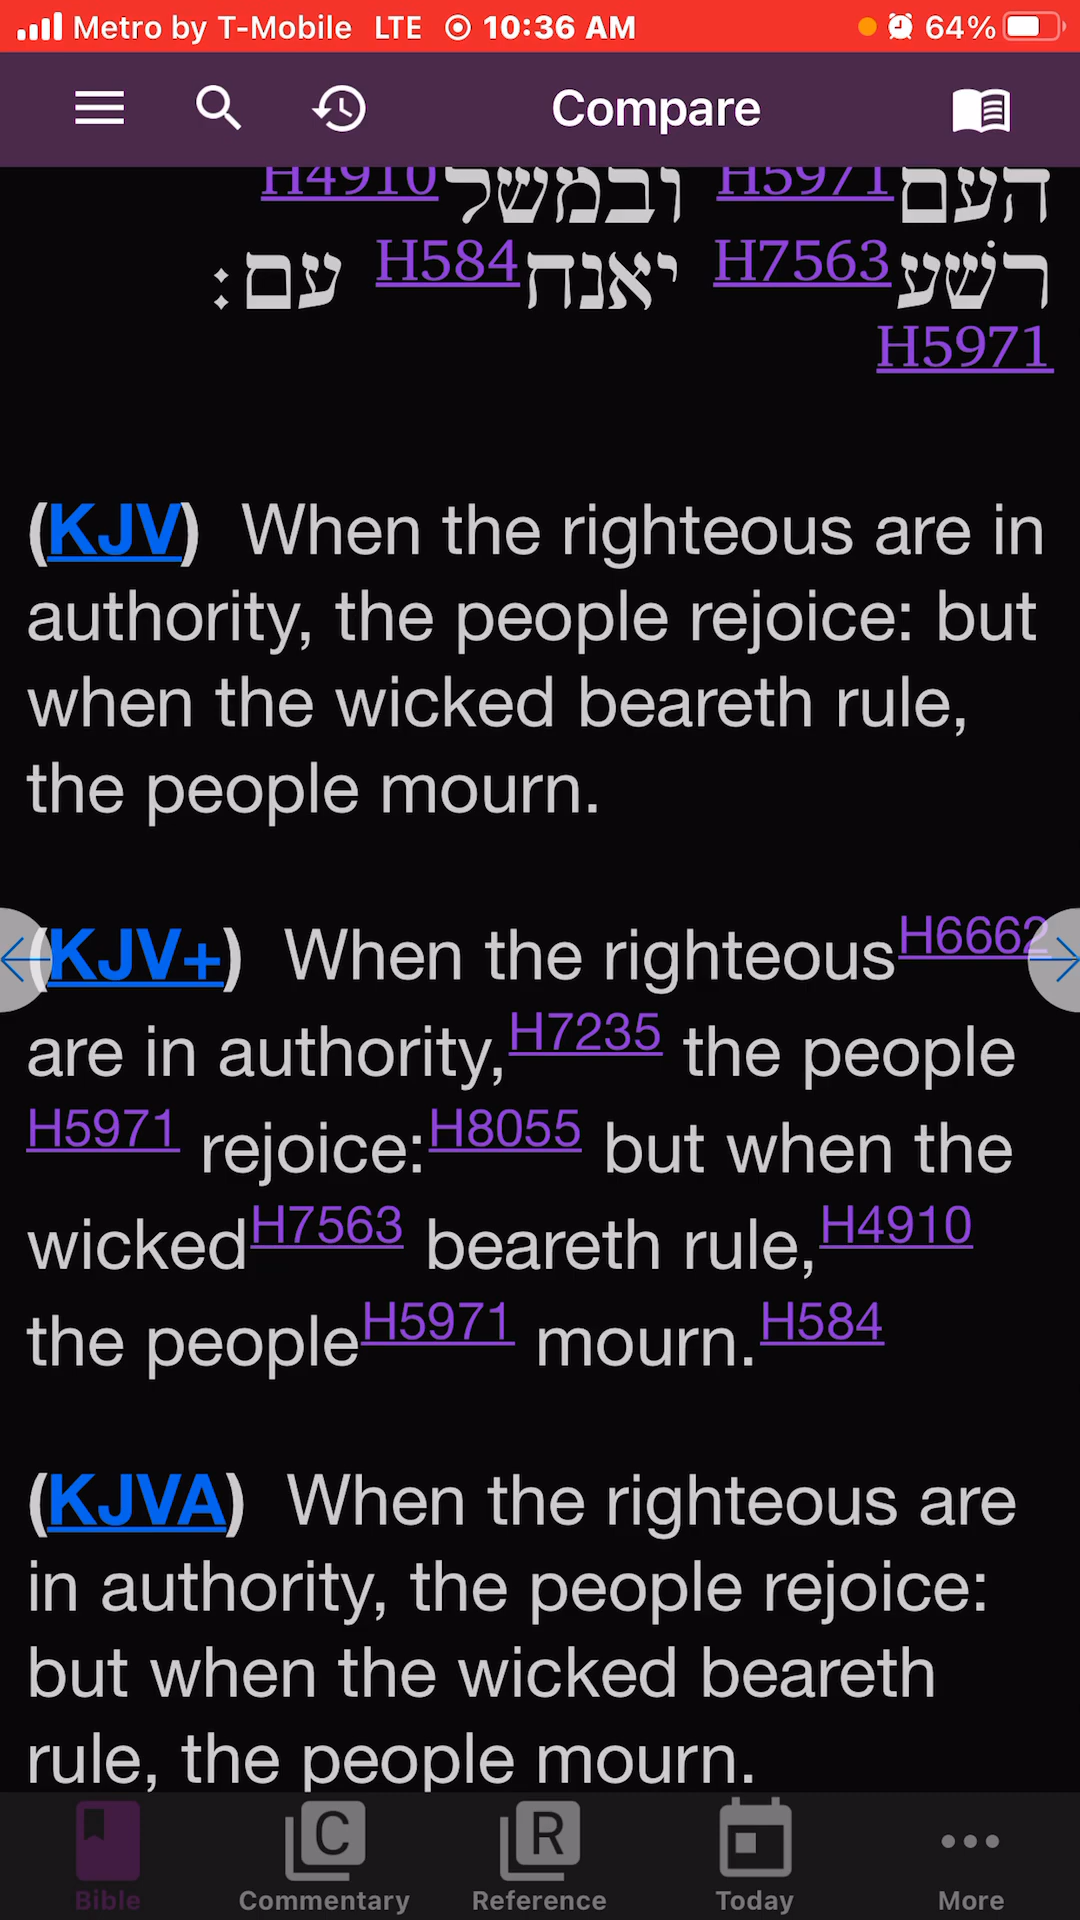 Metro by T-Mobile LTE 10:36 AM 64%
Compare
העם H5971 ובמשל H4910
רשׁע H7563 יאנח H584 עם׃
H5971
(KJV) When the righteous are in
authority, the people rejoice: but
when the wicked beareth rule,
the people mourn.
(KJV+) When the righteous H6662
are in authority, H7235 the people
H5971 rejoice: H8055 but when the
wicked H7563 beareth rule, H4910
the people H5971 mourn. H584
(KJVA) When the righteous are
in authority, the people rejoice:
but when the wicked beareth
rule, the people mourn.
C R
Bible Commentary Reference Today More